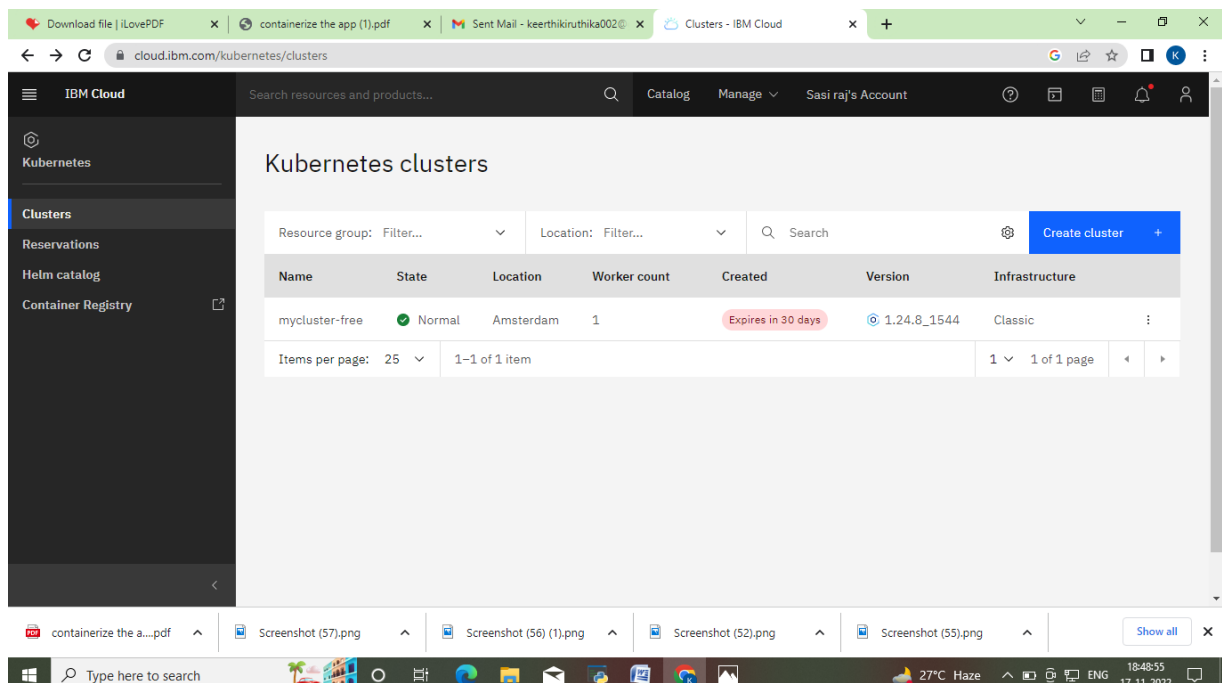 Download file | iLovePDF
containerize the app (1).pdf
Sent Mail - keerthikiruthika002@
Clusters - IBM Cloud
cloud.ibm.com/kubernetes/clusters
K
IBM Cloud
Search resources and products...
Catalog
Manage
Sasi raj's Account
Kubernetes
Clusters
Reservations
Helm catalog
Container Registry
Kubernetes clusters
Resource group: Filter...
Location: Filter...
Search
Create cluster +
Name State Location Worker count Created Version Infrastructure
mycluster-free Normal Amsterdam 1 Expires in 30 days 1.24.8_1544 Classic
Items per page: 25 1–1 of 1 item 1 1 of 1 page
containerize the a....pdf
Screenshot (57).png
Screenshot (56) (1).png
Screenshot (52).png
Screenshot (55).png
Show all
Type here to search
27°C Haze
ENG
18:48:55
17-11-2022